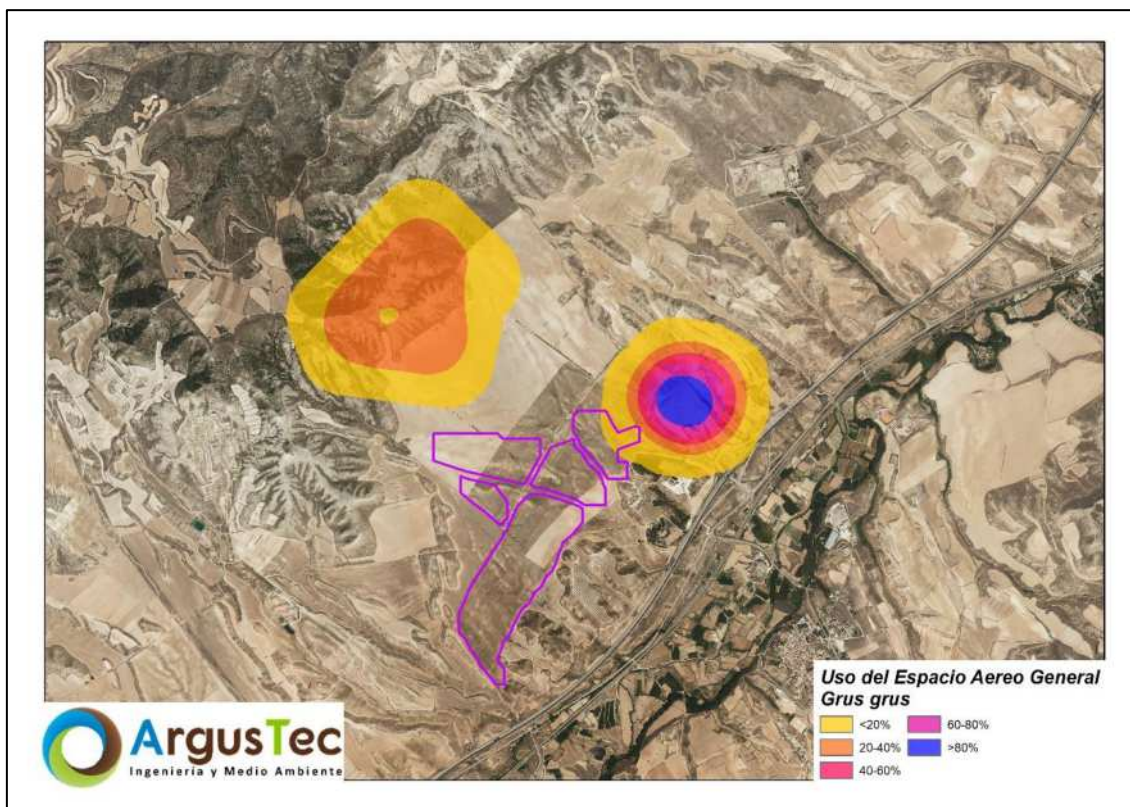 Uso del Espacio Aereo General
Grus grus
<20%
60-80%
20-40%
>80%
40-60%
ArgusTec
Ingeniería y Medio Ambiente